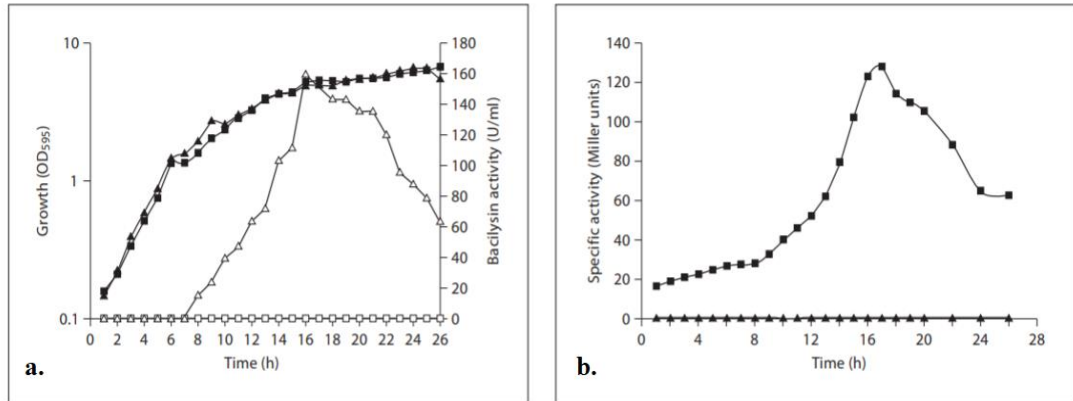 10
1
0.1
Growth (OD595)
180
160
140
120
100
80
60
40
20
0
Bacilysin activity (U/ml)
0 2 4 6 8 10 12 14 16 18 20 22 24 26
Time (h)
a.
140
120
100
80
60
40
20
0
Specific activity (Miller units)
0 4 8 12 16 20 24 28
Time (h)
b.